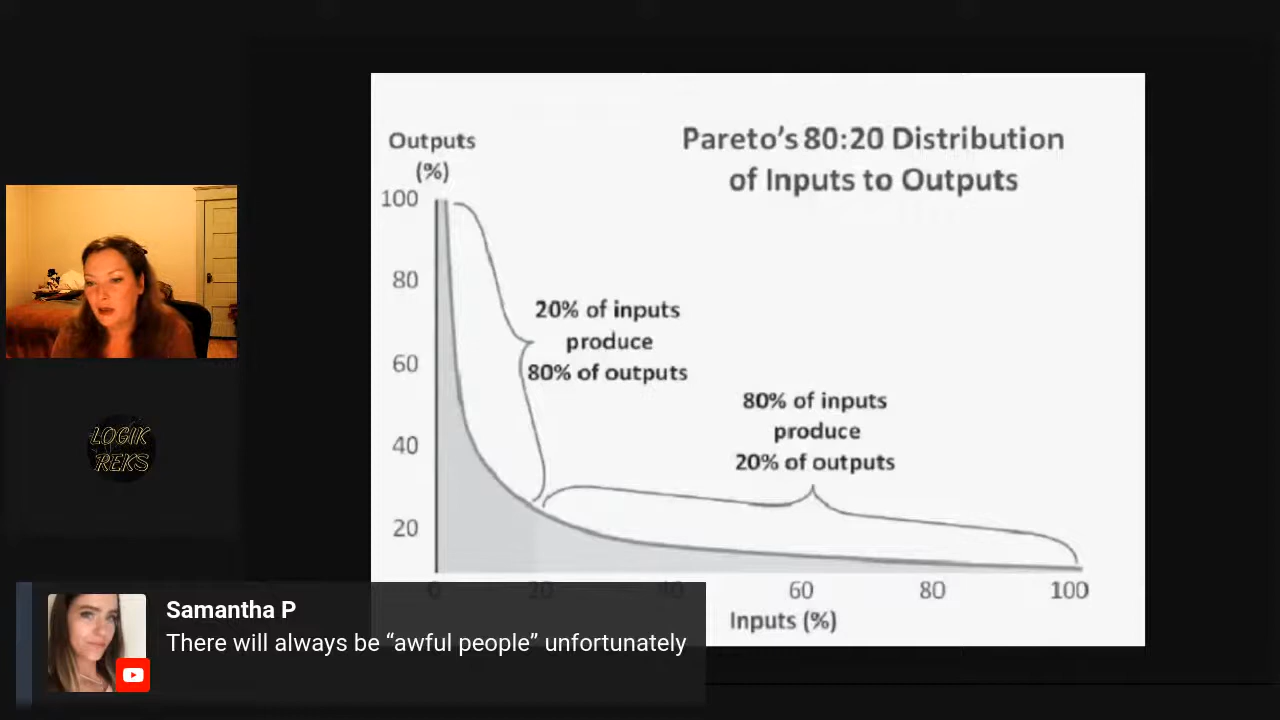 Pareto's 80:20 Distribution
of Inputs to Outputs
Outputs
(%)
100
80
60
40
20
20% of inputs
produce
80% of outputs
80% of inputs
produce
20% of outputs
0 20 40 60 80 100
Inputs (%)
LOGIK
REKS
Samantha P
There will always be “awful people” unfortunately